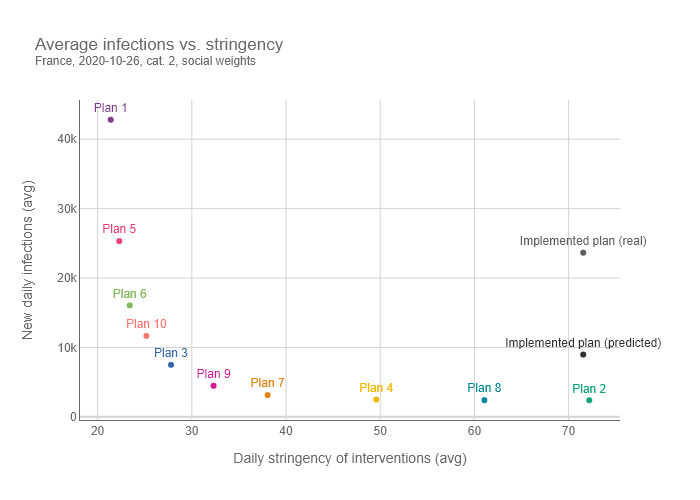 Average infections vs. stringency
France, 2020-10-26, cat. 2, social weights
Plan 1
40k
30k
Plan 5
Implemented plan (real)
20k
Plan 6
Plan 10
Implemented plan (predicted)
10k
Plan 3
Plan 9
Plan 7
Plan 4
Plan 8
Plan 2
0
20
30
40
50
60
70
New daily infections (avg)
Daily stringency of interventions (avg)